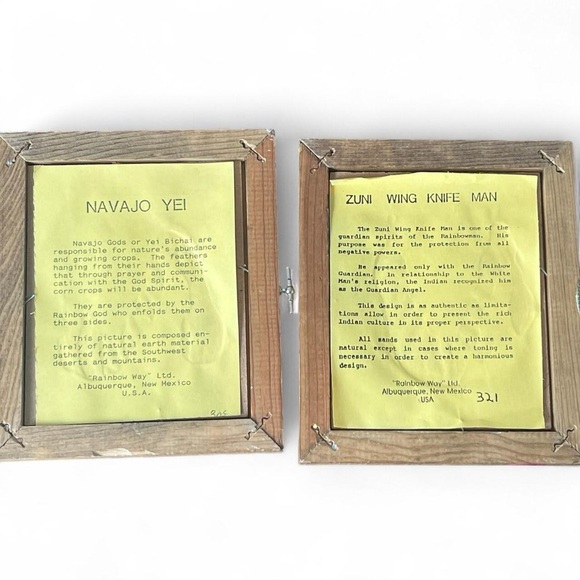 NAVAJO YEI
Navajo Gods or Yei Bichai are
responsible for nature's abundance
and growing crops. The feathers
hanging from their hands depict
that through prayer and communi-
cation with the God Spirit, the
corn crops will be abundant.
They are protected by the
Rainbow God who enfolds them on
three sides.
This picture is composed en-
tirely of natural earth material
gathered from the Southwest
deserts and mountains.
"Rainbow Way" Ltd.
Albuquerque, New Mexico
U.S.A.
ZUNI WING KNIFE MAN
The Zuni Wing Knife Man is one of the
guardian spirits of the Rainbowman. His
purpose was for the protection from all
negative powers.
He appeared only with the Rainbow
Guardian. In relationship to the White
Man's religion, the Indian recognized him
as the Guardian Angel.
This design is as authentic as limita-
tions allow in order to present the rich
Indian culture in its proper perspective.
All sands used in this picture are
natural except in cases where toning is
necessary in order to create a harmonious
design.
"Rainbow Way" Ltd.
Albuquerque, New Mexico
USA 321